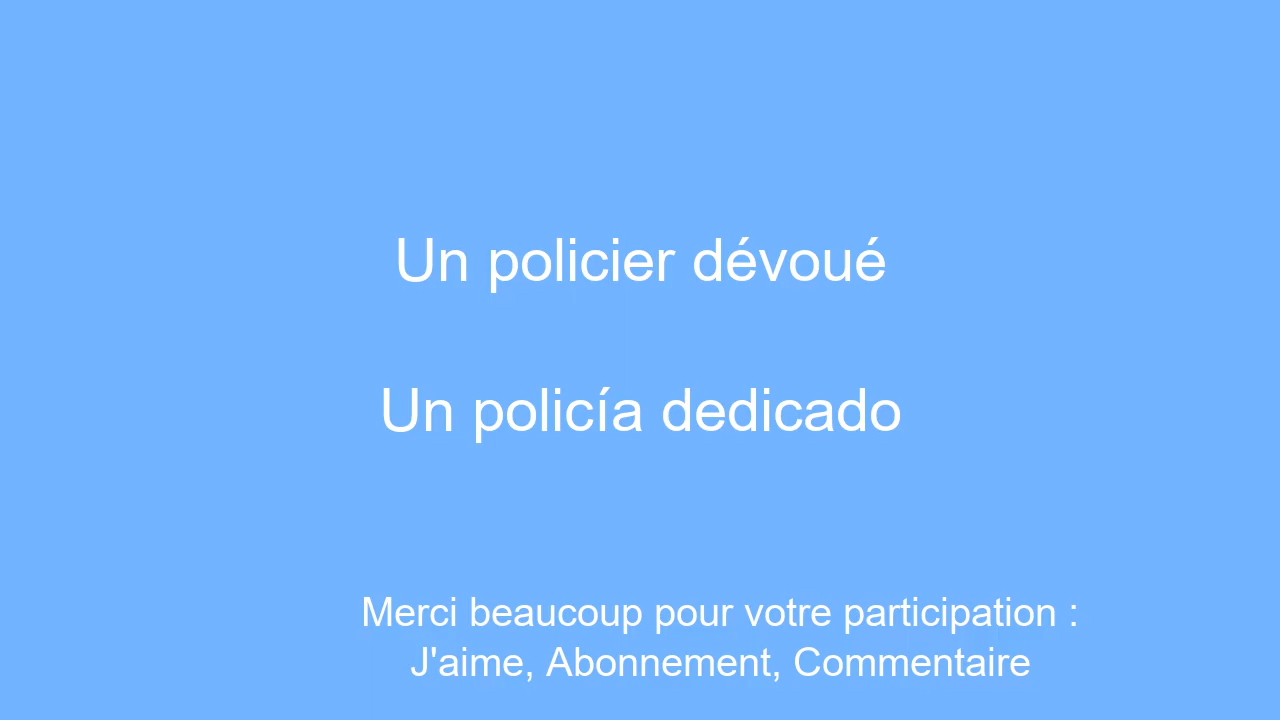 Un policier dévoué
Un policía dedicado
Merci beaucoup pour votre participation :
J'aime, Abonnement, Commentaire